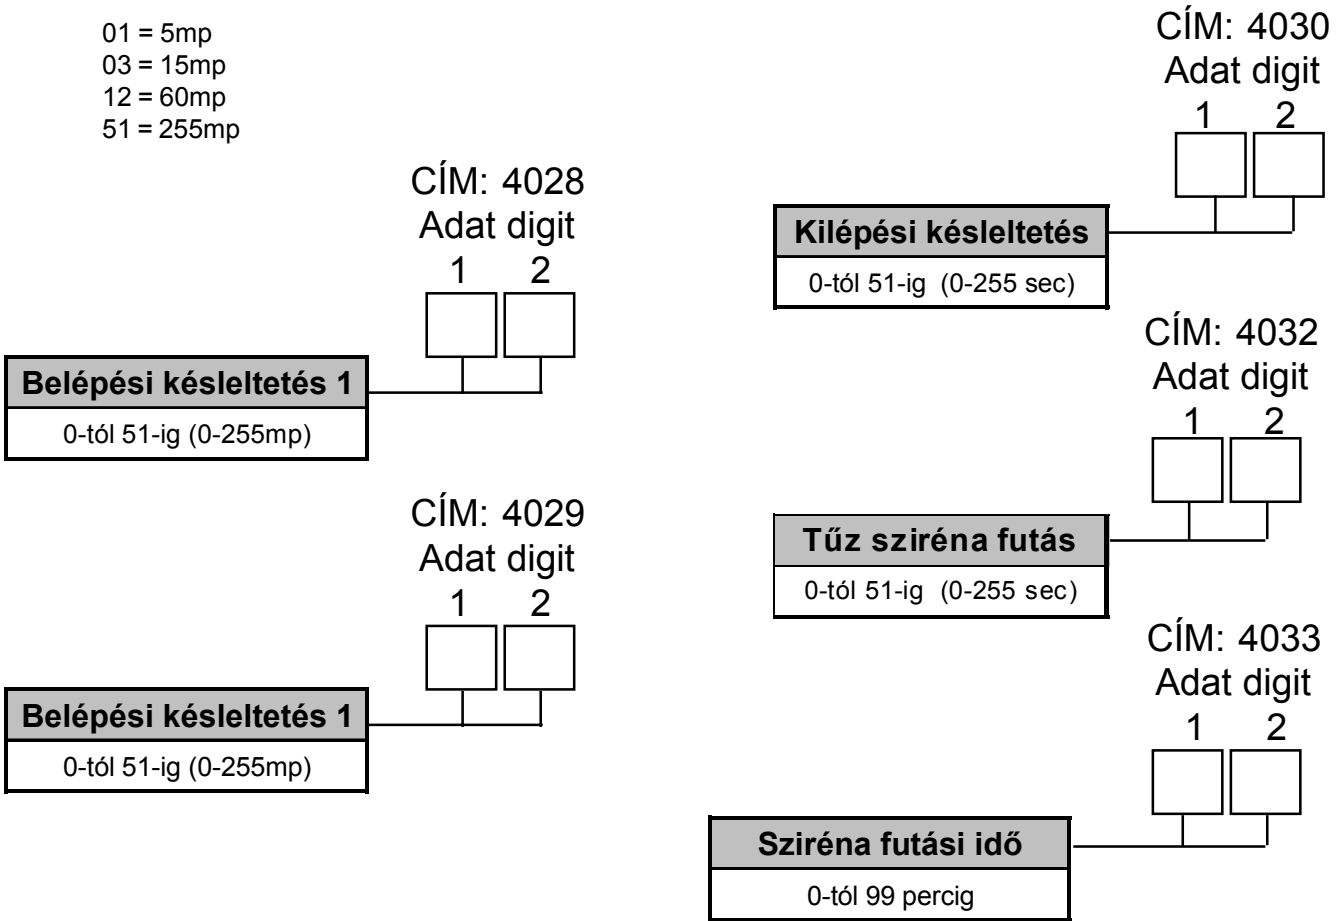 01 = 5mp
03 = 15mp
12 = 60mp
51 = 255mp
CÍM: 4028
Adat digit
1 2
Belépési késleltetés 1
0-tól 51-ig (0-255mp)
CÍM: 4029
Adat digit
1 2
Belépési késleltetés 1
0-tól 51-ig (0-255mp)
CÍM: 4030
Adat digit
1 2
Kilépési késleltetés
0-tól 51-ig (0-255 sec)
CÍM: 4032
Adat digit
1 2
Tűz sziréna futás
0-tól 51-ig (0-255 sec)
CÍM: 4033
Adat digit
1 2
Sziréna futási idő
0-tól 99 percig